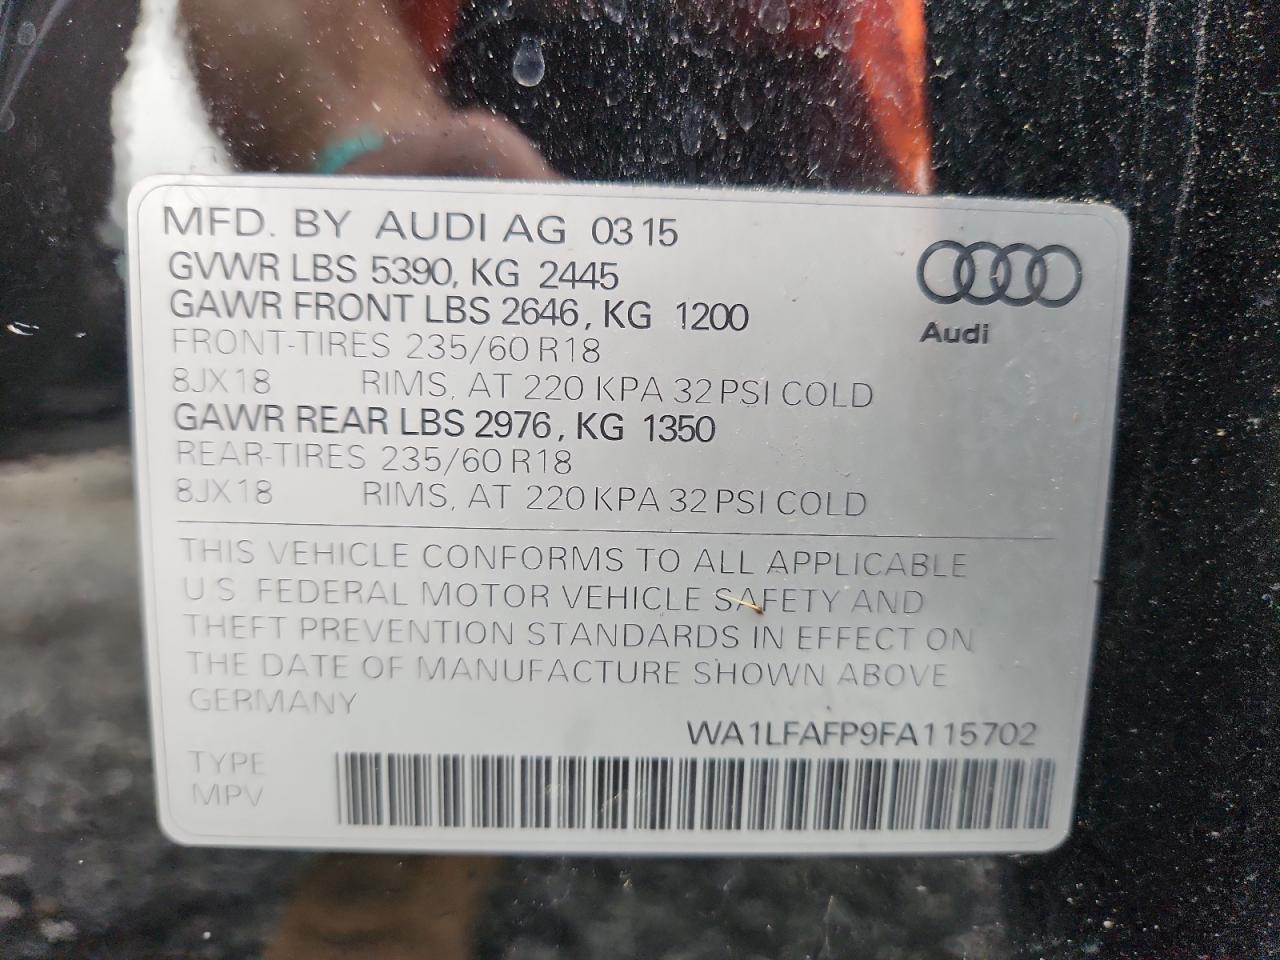 MFD. BY AUDI AG 03 15
GVWR LBS 5390, KG 2445
GAWR FRONT LBS 2646, KG 1200
FRONT-TIRES 235/60 R18
8JX18 RIMS, AT 220 KPA 32 PSI COLD
GAWR REAR LBS 2976, KG 1350
REAR-TIRES 235/60 R18
8JX18 RIMS, AT 220 KPA 32 PSI COLD
Audi
THIS VEHICLE CONFORMS TO ALL APPLICABLE
U.S. FEDERAL MOTOR VEHICLE SAFETY AND
THEFT PREVENTION STANDARDS IN EFFECT ON
THE DATE OF MANUFACTURE SHOWN ABOVE
GERMANY
WA1LFAFP9FA115702
TYPE
MPV